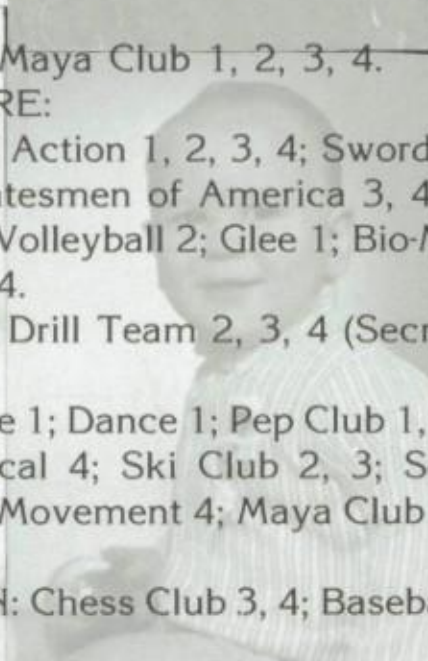 Maya Club 1, 2, 3, 4.
RE:
Action 1, 2, 3, 4; Sword
tesmen of America 3, 4
Volleyball 2; Glee 1; Bio-M
4.
Drill Team 2, 3, 4 (Secr
e 1; Dance 1; Pep Club 1,
cal 4; Ski Club 2, 3; S
Movement 4; Maya Club
H: Chess Club 3, 4; Baseba